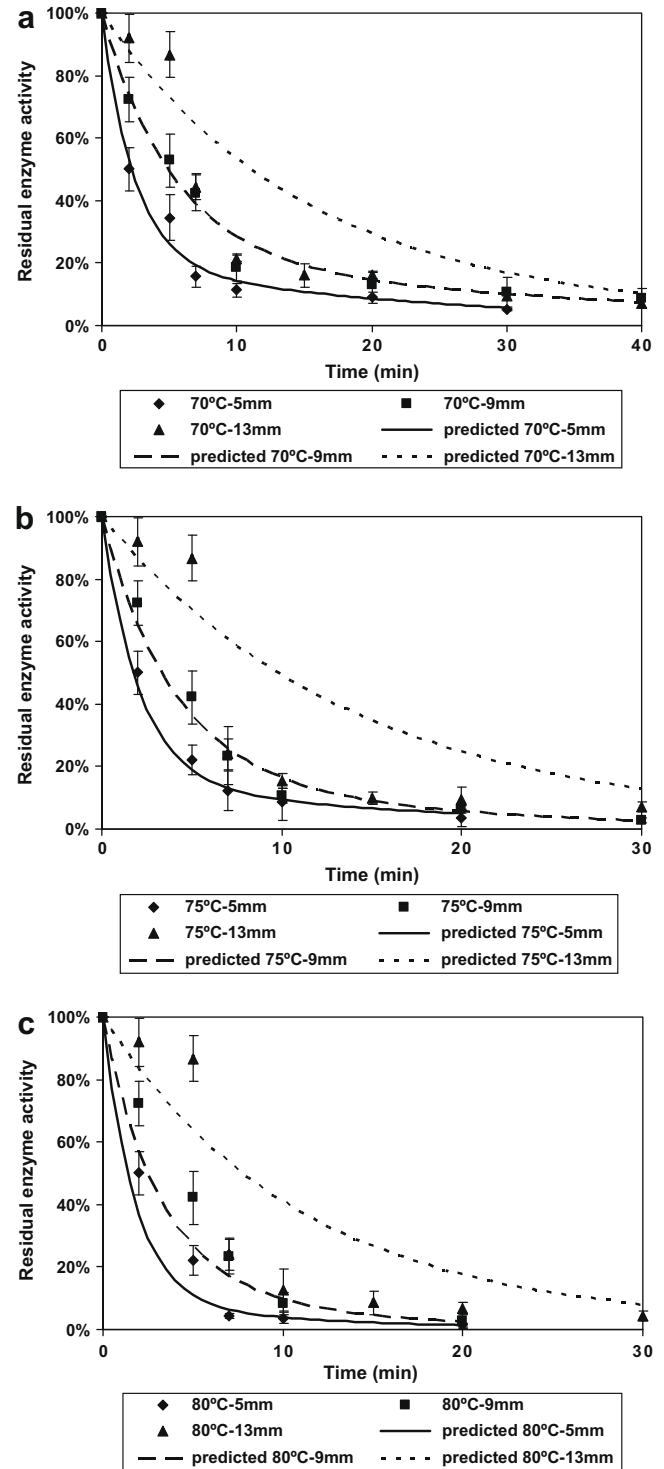 a
100%
80%
60%
40%
20%
0%
Residual enzyme activity
0 10 20 30 40
Time (min)
70ºC-5mm 70ºC-9mm
70ºC-13mm predicted 70ºC-5mm
predicted 70ºC-9mm predicted 70ºC-13mm
b
100%
80%
60%
40%
20%
0%
Residual enzyme activity
0 10 20 30
Time (min)
75ºC-5mm 75ºC-9mm
75ºC-13mm predicted 75ºC-5mm
predicted 75ºC-9mm predicted 75ºC-13mm
c
100%
80%
60%
40%
20%
0%
Residual enzyme activity
0 10 20 30
Time (min)
80ºC-5mm 80ºC-9mm
80ºC-13mm predicted 80ºC-5mm
predicted 80ºC-9mm predicted 80ºC-13mm